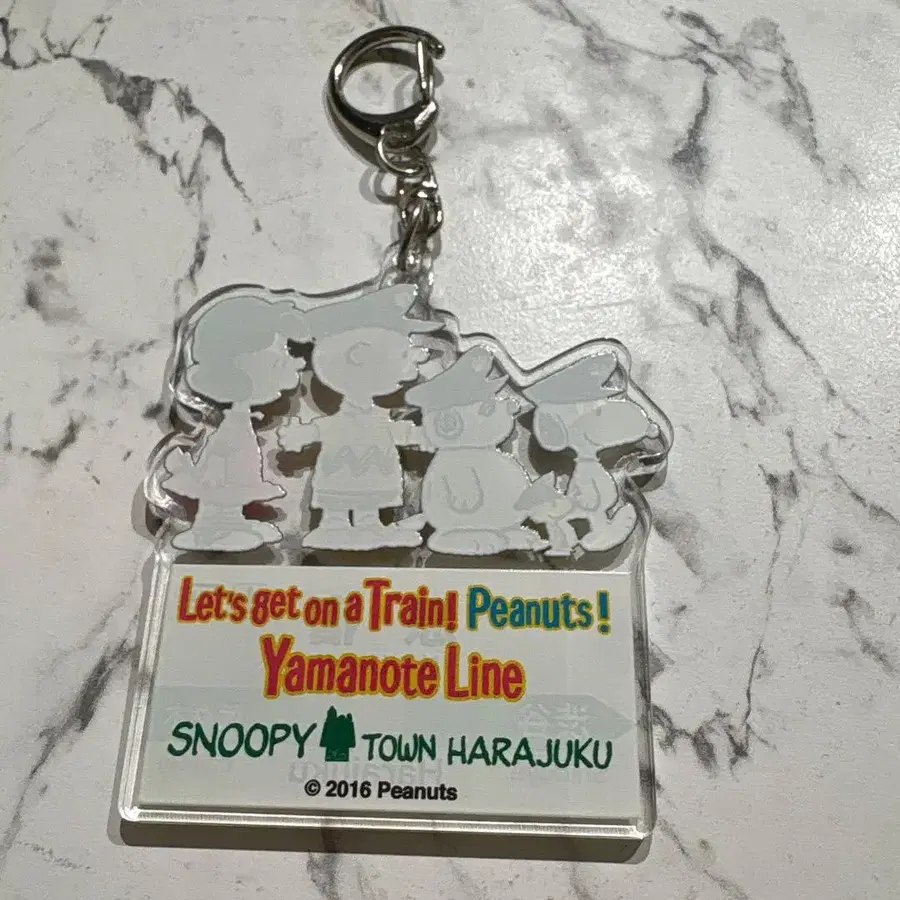 Let's get on a Train! Peanuts!
Yamanote Line
SNOOPY TOWN HARAJUKU
© 2016 Peanuts